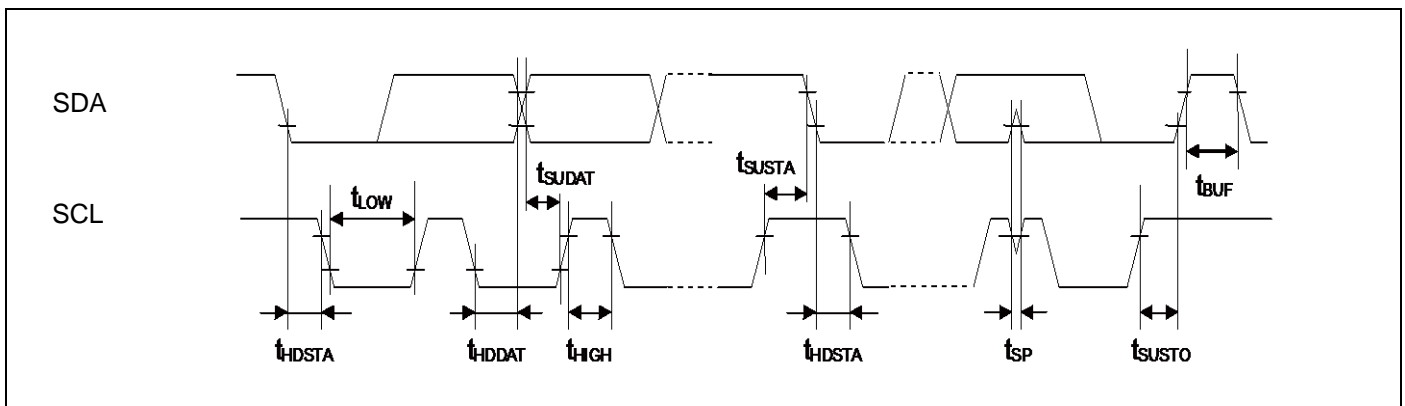 SDA
tSUDAT
tSUSTA
tBUF
tLOW
SCL
tHDSTA
tHDDAT
tHIGH
tHDSTA
tSP
tSUSTO